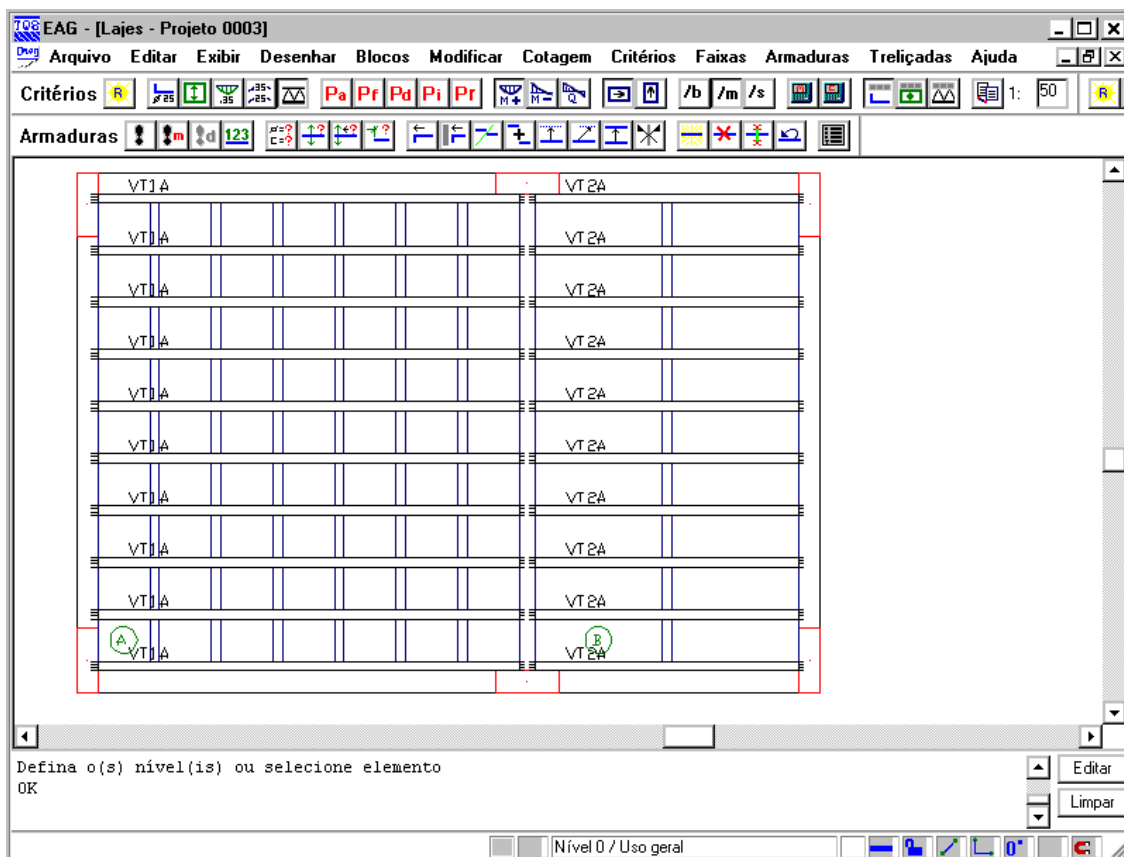 TQS EAG - [Lajes - Projeto 0003]
Arquivo Editar Exibir Desenhar Blocos Modificar Cotagem Critérios Faixas Armaduras Treliçadas Ajuda
Critérios R Pa Pf Pd Pi Pr M+ M- Q /b /m /s 1: 50 R
Armaduras m d 123
VT1A VT2A
VT1A VT2A
VT1A VT2A
VT1A VT2A
VT1A VT2A
VT1A VT2A
VT1A VT2A
VT1A VT2A
VT1A VT2A
A B
VT1A VT2A
Defina o(s) nível(is) ou selecione elemento Editar
OK
Limpar
Nível 0 / Uso geral 0°